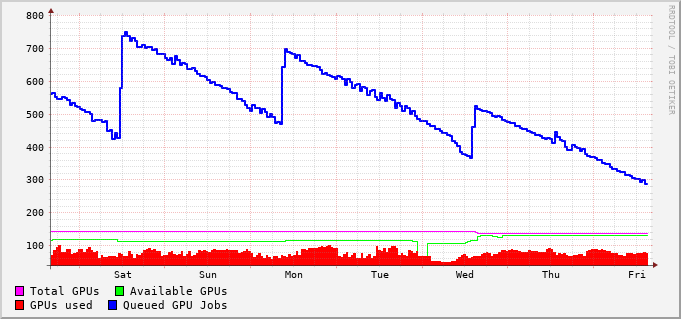 800
700
600
500
400
300
200
100
Sat Sun Mon Tue Wed Thu Fri
Total GPUs Available GPUs
GPUs used Queued GPU Jobs
RRDTOOL / TOBI OETIKER